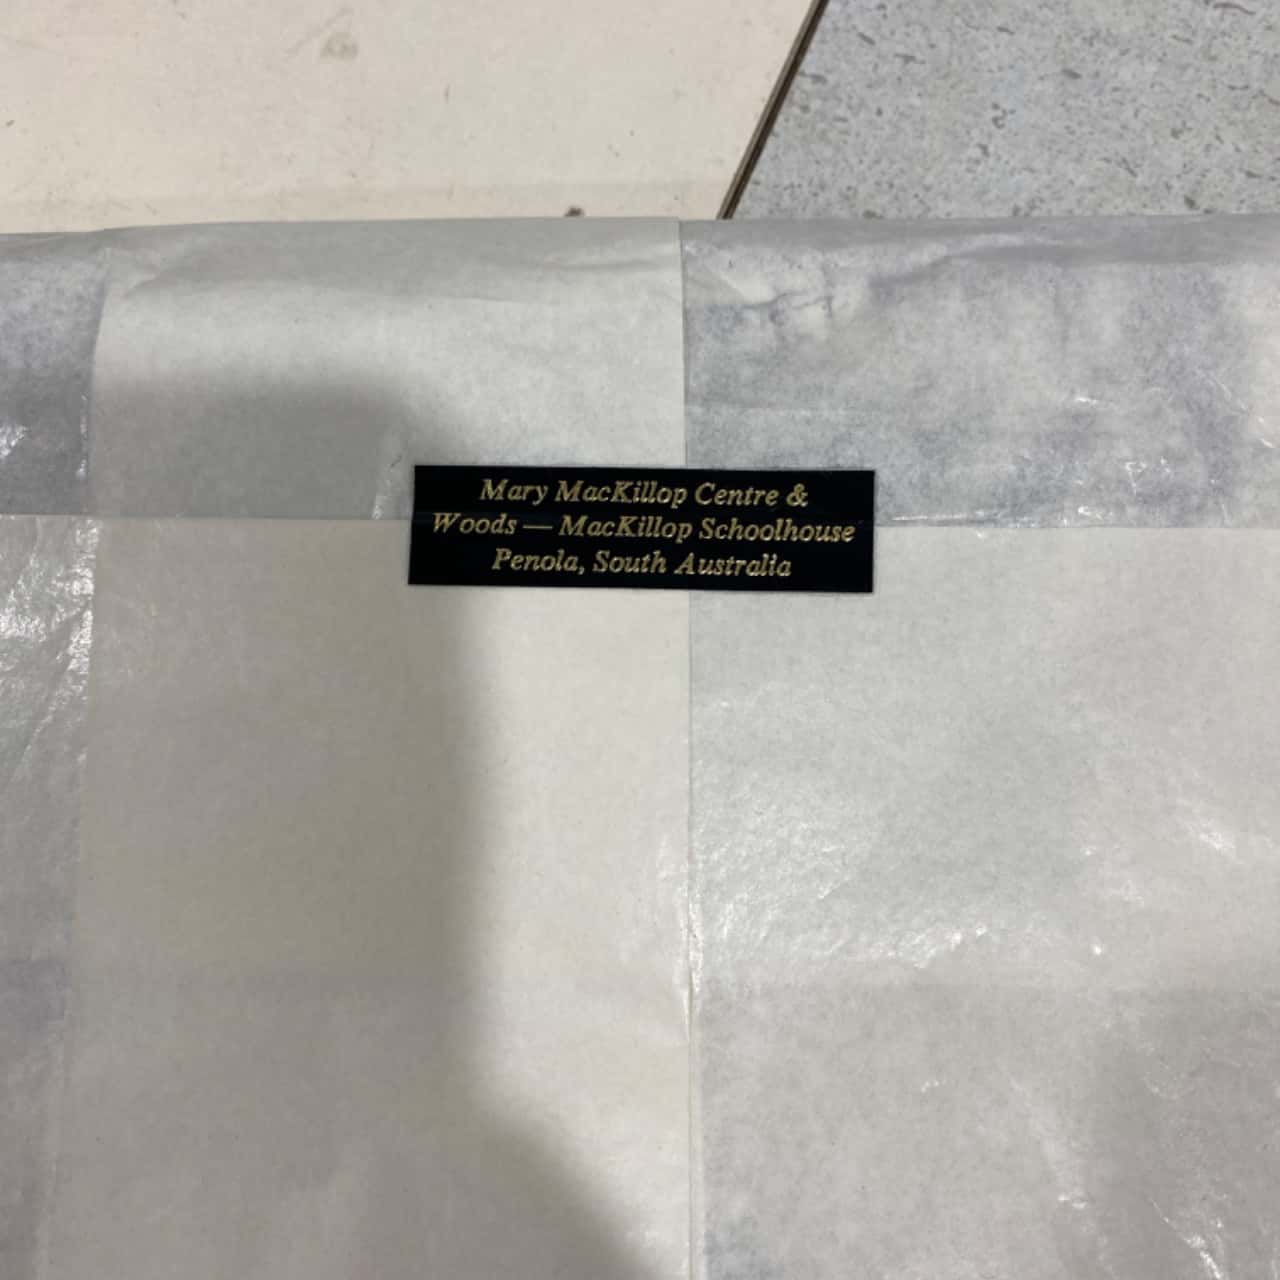 Mary MacKillop Centre &
Woods — MacKillop Schoolhouse
Penola, South Australia